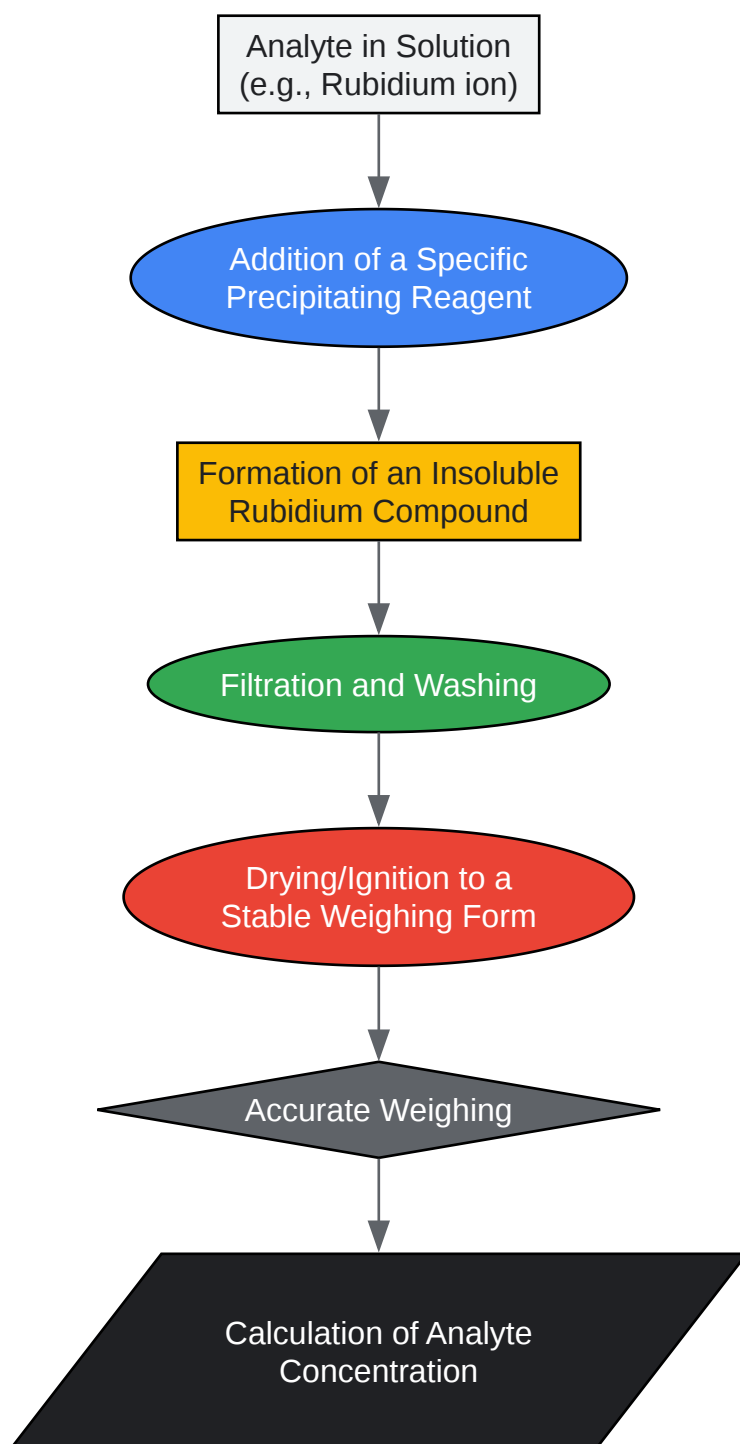 Analyte in Solution
(e.g., Rubidium ion)
Addition of a Specific
Precipitating Reagent
Formation of an Insoluble
Rubidium Compound
Filtration and Washing
Drying/Ignition to a
Stable Weighing Form
Accurate Weighing
Calculation of Analyte
Concentration